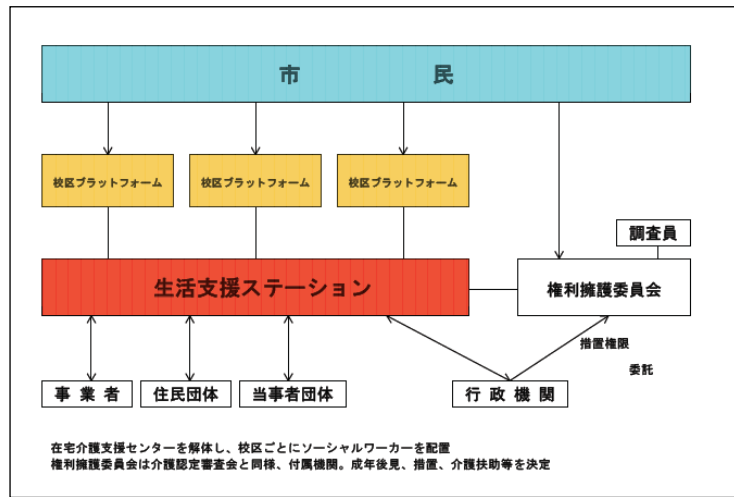 市民
校区プラットフォーム 校区プラットフォーム 校区プラットフォーム
調査員
生活支援ステーション 権利擁護委員会
措置権限
委託
事業者 住民団体 当事者団体 行政機関
在宅介護支援センターを解体し、校区ごとにソーシャルワーカーを配置
権利擁護委員会は介護認定審査会と同様、付属機関。成年後見、措置、介護扶助等を決定